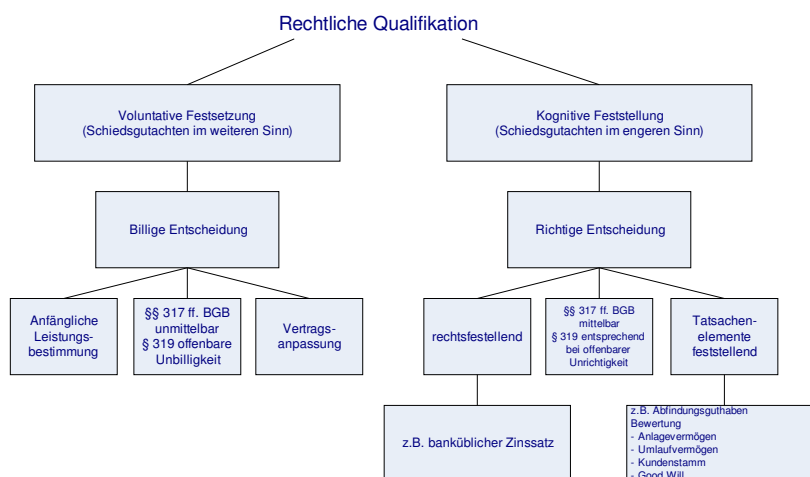 Rechtliche Qualifikation
Voluntative Festsetzung
(Schiedsgutachten im weiteren Sinn)
Kognitive Feststellung
(Schiedsgutachten im engeren Sinn)
Billige Entscheidung
Richtige Entscheidung
Anfängliche
Leistungs-
bestimmung
§§ 317 ff. BGB
unmittelbar
§ 319 offenbare
Unbilligkeit
Vertrags-
anpassung
rechtsfestellend
§§ 317 ff. BGB
mittelbar
§ 319 entsprechend
bei offenbarer
Unrichtigkeit
Tatsachen-
elemente
feststellend
z.B. banküblicher Zinssatz
z.B. Abfindungsguthaben
Bewertung
- Anlagevermögen
- Umlaufvermögen
- Kundenstamm
- Good Will